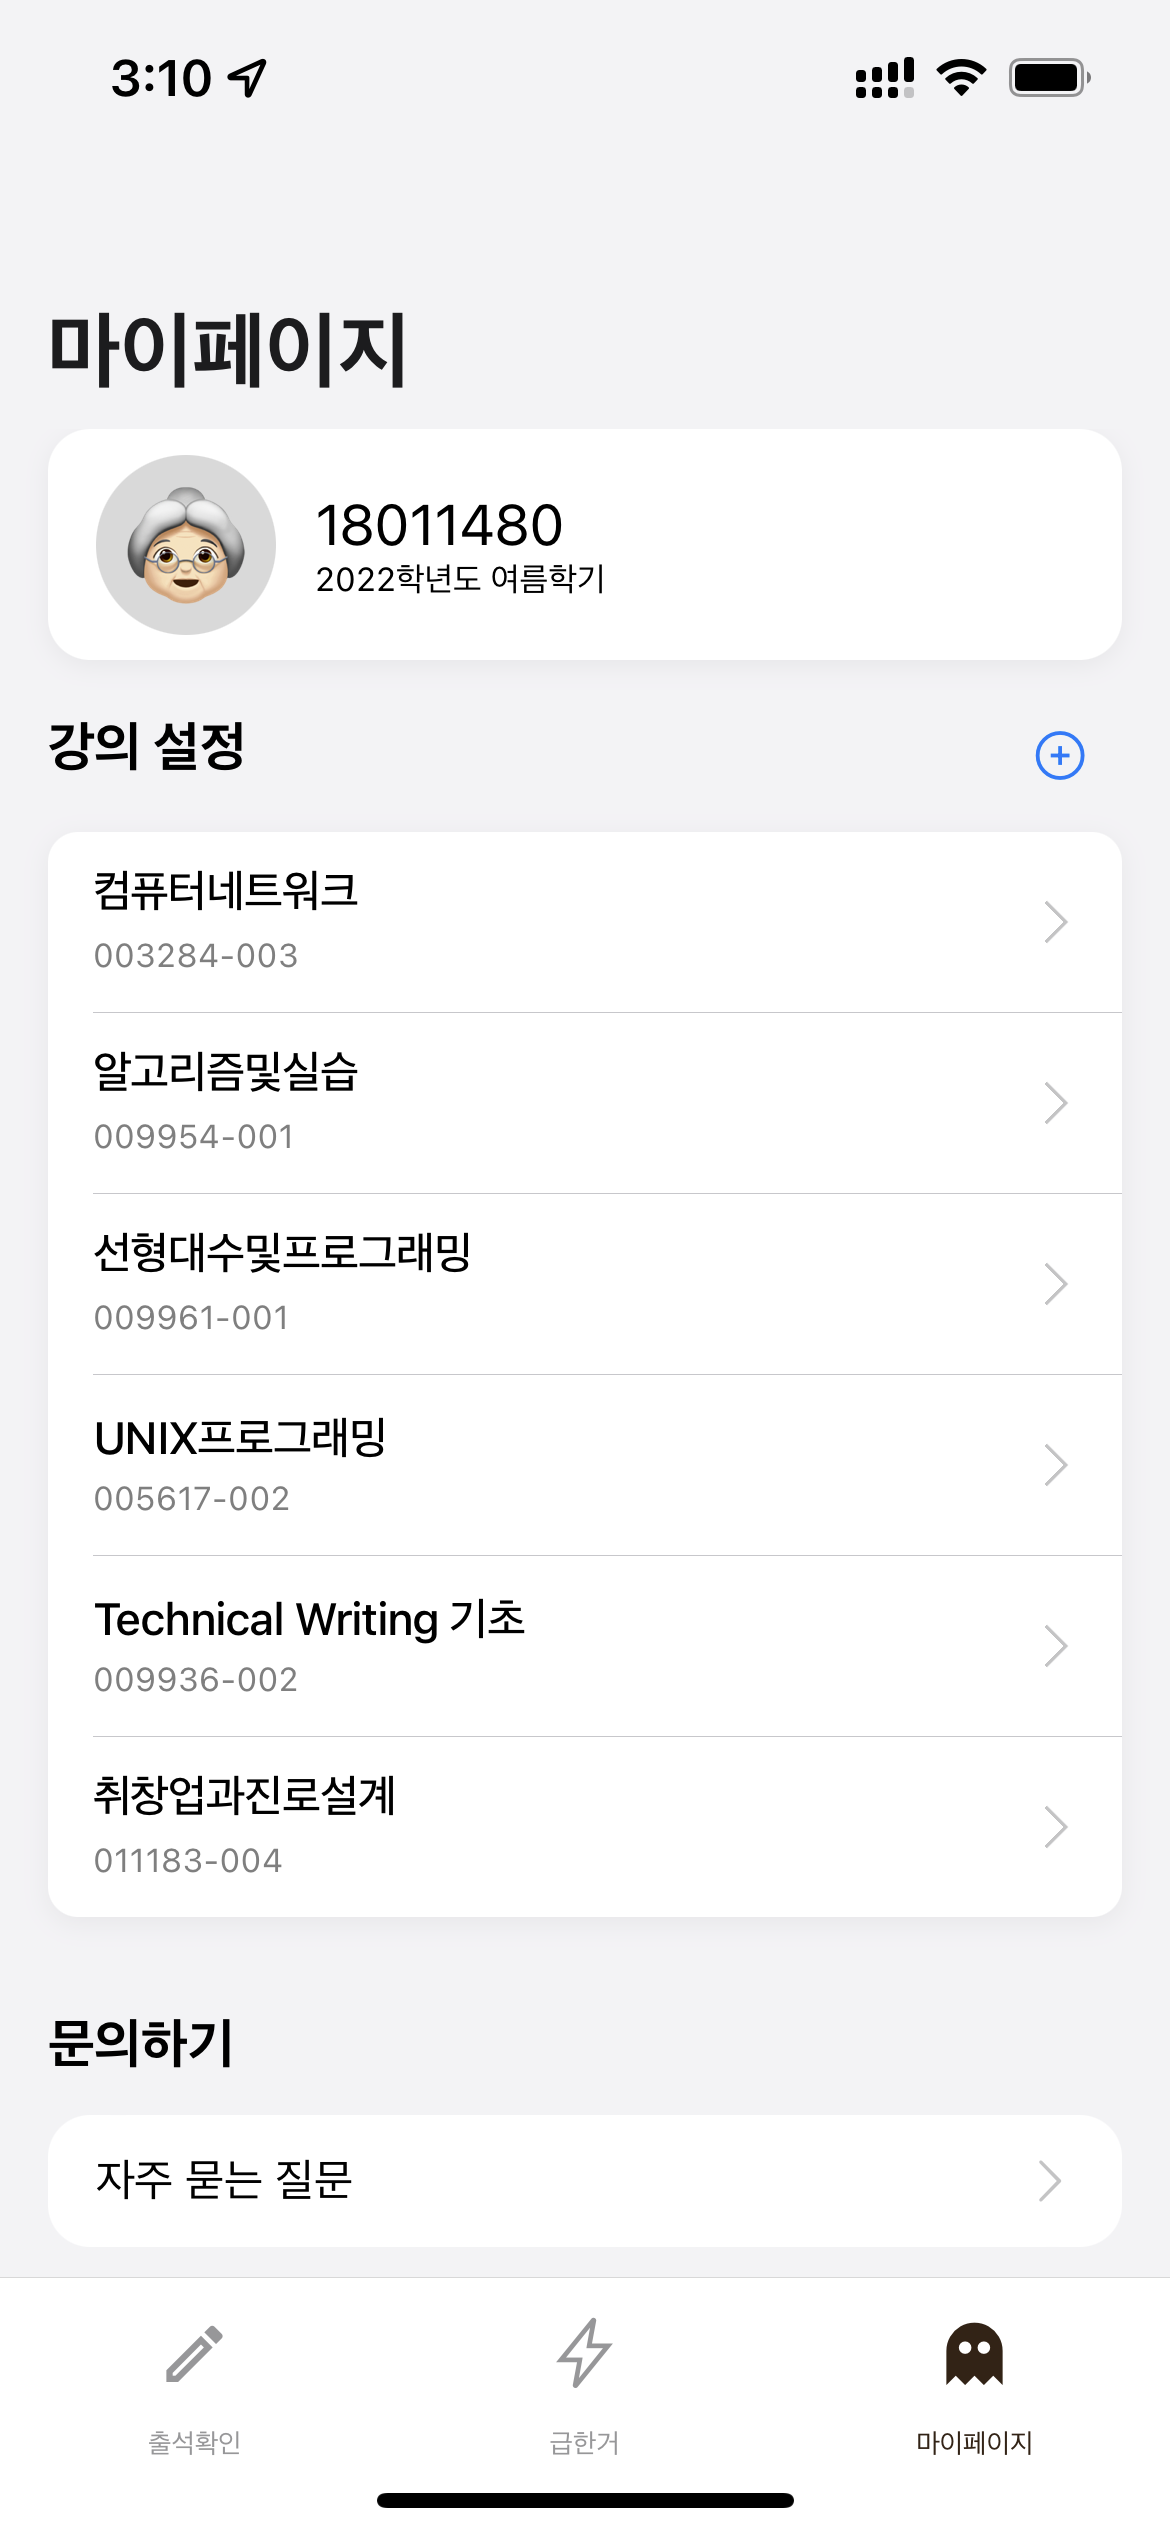 3:10
마이페이지
18011480
2022학년도 여름학기
강의 설정
컴퓨터네트워크
003284-003
알고리즘및실습
009954-001
선형대수및프로그래밍
009961-001
UNIX프로그래밍
005617-002
Technical Writing 기초
009936-002
취창업과진로설계
011183-004
문의하기
자주 묻는 질문
출석확인
급한거
마이페이지